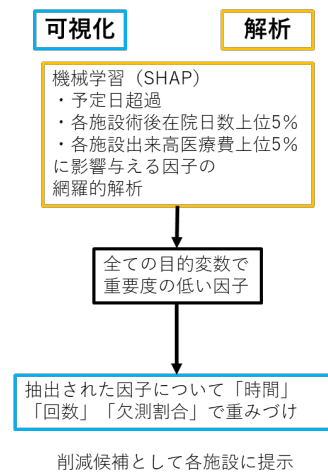 可視化 解析
機械学習（SHAP）
・予定日超過
・各施設術後在院日数上位5%
・各施設出来高医療費上位5%
に影響与える因子の
網羅的解析
全ての目的変数で
重要度の低い因子
抽出された因子について「時間」
「回数」「欠測割合」で重みづけ
削減候補として各施設に提示